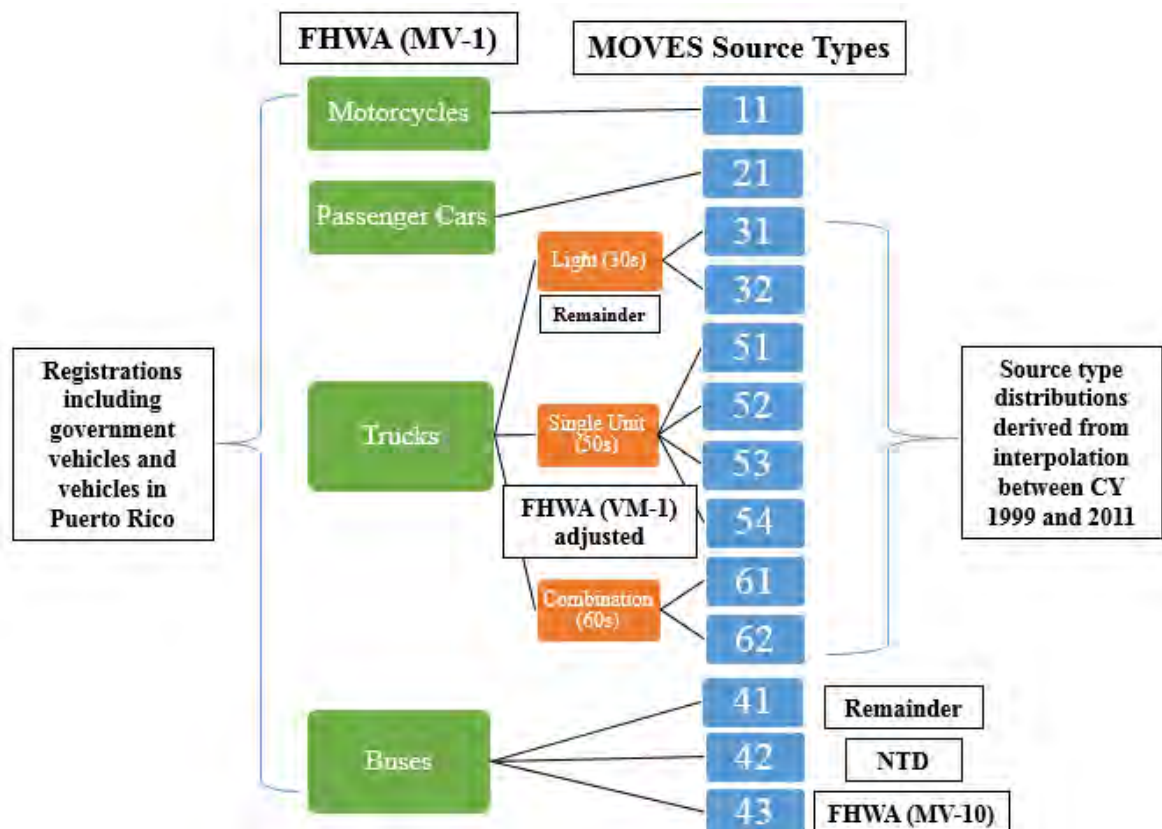 FHWA (MV-1)
MOVES Source Types
Motorcycles
11
Passenger Cars
21
Light (30s)
31
32
Remainder
Registrations
including
government
vehicles and
vehicles in
Puerto Rico
Trucks
Single Unit
(50s)
51
52
53
54
FHWA (VM-1)
adjusted
Source type
distributions
derived from
interpolation
between CY
1999 and 2011
Combination
(60s)
61
62
Buses
41
Remainder
42
NTD
43
FHWA (MV-10)